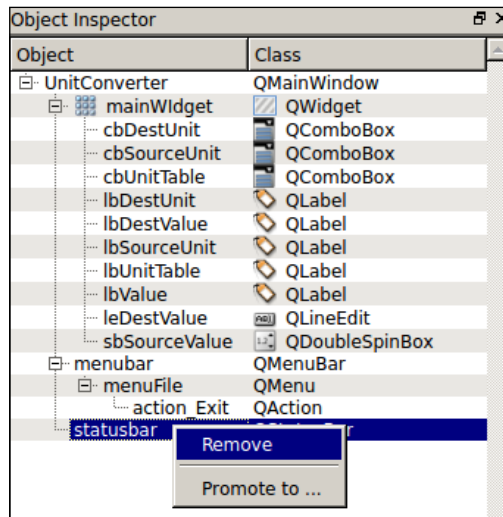 Object Inspector
Object Class
UnitConverter QMainWindow
mainWIdget QWidget
cbDestUnit QComboBox
cbSourceUnit QComboBox
cbUnitTable QComboBox
lbDestUnit QLabel
lbDestValue QLabel
lbSourceUnit QLabel
lbUnitTable QLabel
lbValue QLabel
leDestValue QLineEdit
sbSourceValue QDoubleSpinBox
menubar QMenuBar
menuFile QMenu
action_Exit QAction
statusbar
Remove
Promote to ...